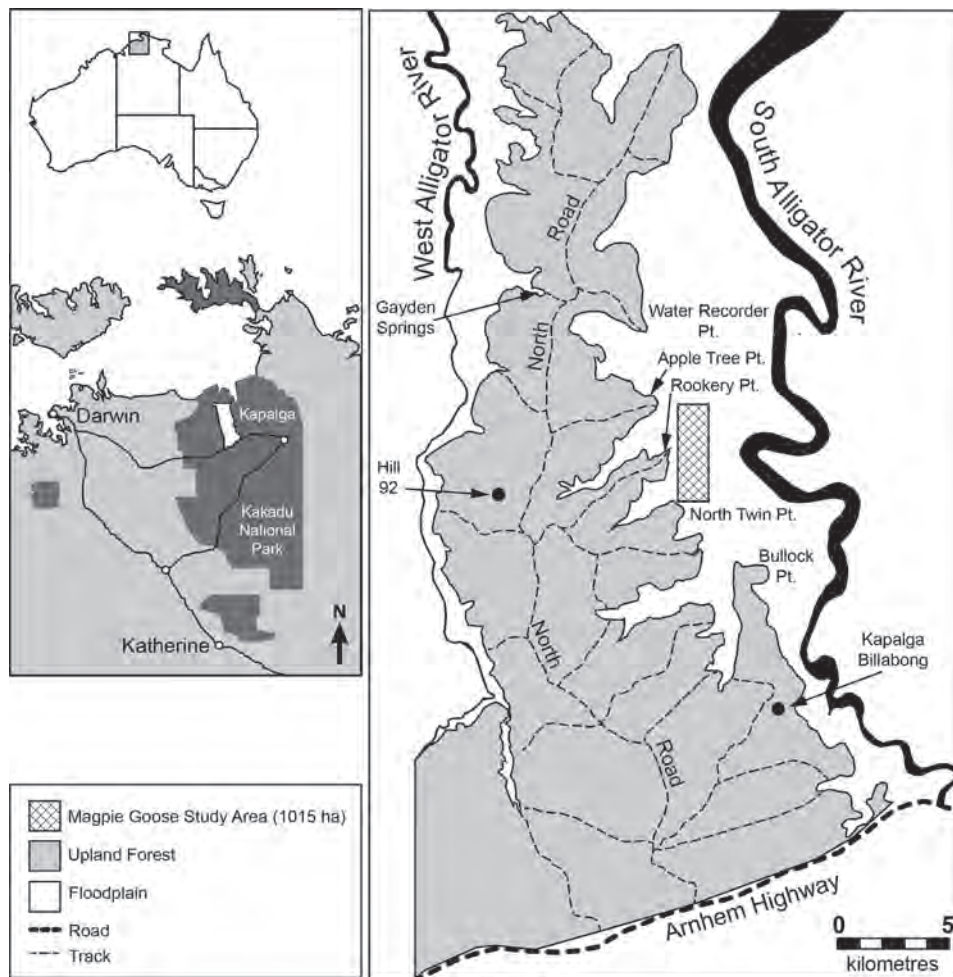 Darwin
Kapalga
Kakadu
National
Park
Katherine
N
Magpie Goose Study Area (1015 ha)
Upland Forest
Floodplain
Road
Track
West Alligator River
South Alligator River
Road
Gayden
Springs
North
Water Recorder
Pt.
Apple Tree Pt.
Rookery Pt.
Hill
92
North Twin Pt.
Bullock
Pt.
Kapalga
Billabong
North
Road
Arnhem Highway
0 5
kilometres